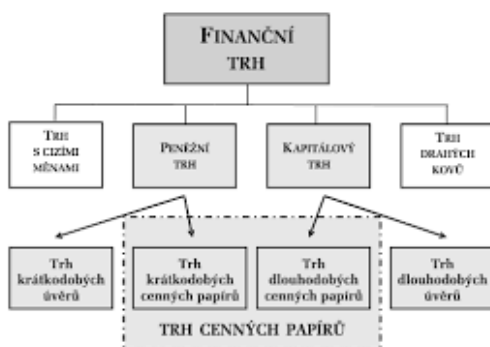 FINANČNÍ
TRH
TRH
S CIZÍMI
MĚNAMI
PENĚŽNÍ
TRH
KAPITÁLOVÝ
TRH
TRH
DRAHÝCH
KOVŮ
Trh
krátkodobých
úvěrů
Trh
krátkodobých
cenných papírů
Trh
dlouhodobých
cenných papírů
Trh
dlouhodobých
úvěrů
TRH CENNÝCH PAPÍRŮ